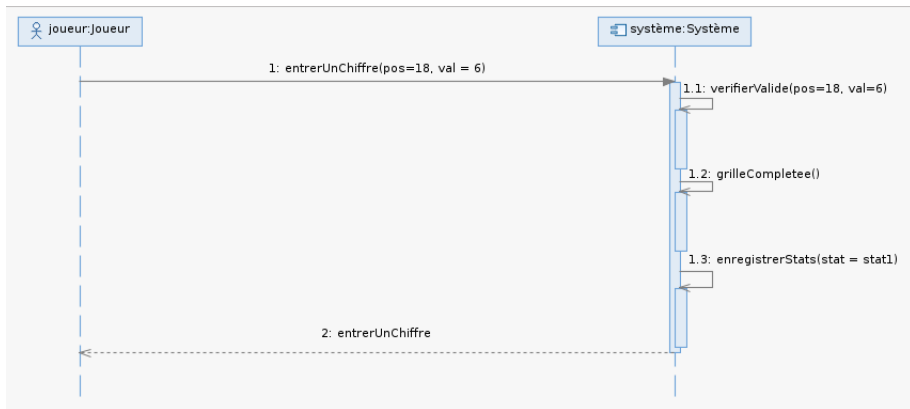 joueur:Joueur
système:Système
1: entrerUnChiffre(pos=18, val = 6)
1.1: verifierValide(pos=18, val=6)
1.2: grilleCompletee()
1.3: enregistrerStats(stat = stat1)
2: entrerUnChiffre